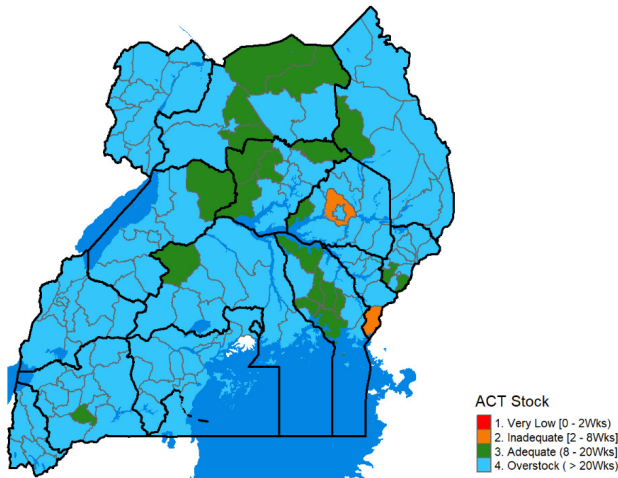 ACT Stock
1. Very Low [0 - 2Wks)
2. Inadequate [2 - 8Wks]
3. Adequate (8 - 20Wks]
4. Overstock ( > 20Wks)